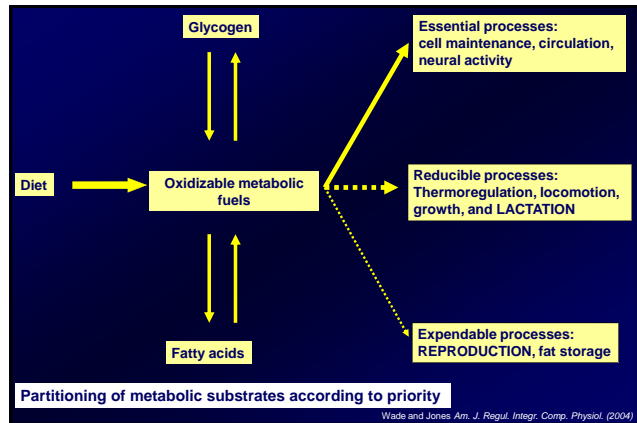 Glycogen
Essential processes:
cell maintenance, circulation,
neural activity
Diet
Oxidizable metabolic
fuels
Reducible processes:
Thermoregulation, locomotion,
growth, and LACTATION
Fatty acids
Expendable processes:
REPRODUCTION, fat storage
Partitioning of metabolic substrates according to priority
Wade and Jones Am. J. Regul. Integr. Comp. Physiol. (2004)